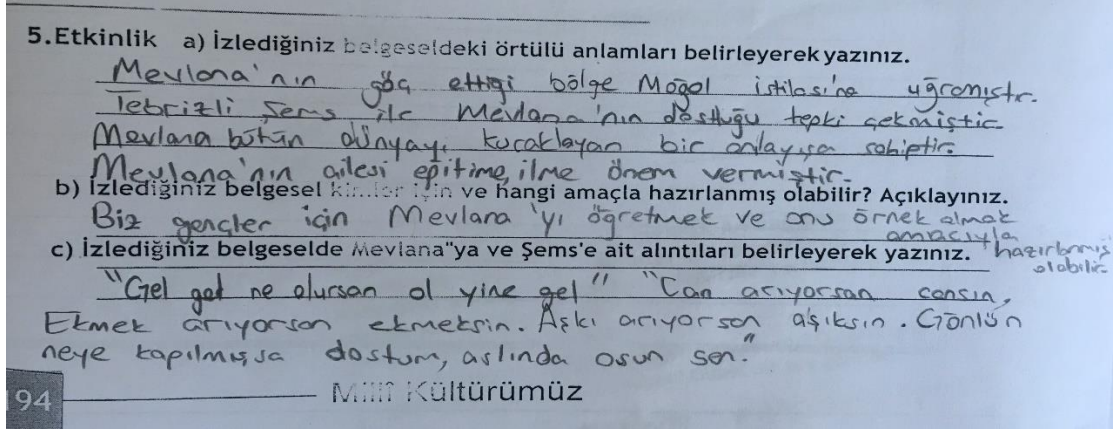 5.Etkinlik a) İzlediğiniz belgeseldeki örtülü anlamları belirleyerek yazınız.
Mevlana'nın göç ettiği bölge Moğol istilası'na uğramıştır.
Tebrizli Şems ile Mevlana'nın dostluğu tepki çekmiştir.
Mevlana bütün dünyayı kucaklayan bir anlayışa sahiptir.
Mevlana'nın ailesi eğitime, ilme önem vermiştir.
b) İzlediğiniz belgesel kimler için ve hangi amaçla hazırlanmış olabilir? Açıklayınız.
Biz gençler için Mevlana'yı öğretmek ve onu örnek almak
amacıyla
hazırlanmış
olabilir
c) İzlediğiniz belgeselde Mevlana"ya ve Şems'e ait alıntıları belirleyerek yazınız.
"Gel gel ne olursan ol yine gel" "Can arıyorsan cansın,
Ekmek arıyorsan ekmeksin. Aşkı arıyorsan aşıksın. Gönlün
neye kapılmışsa dostum, aslında osun sen."
194 Millî Kültürümüz